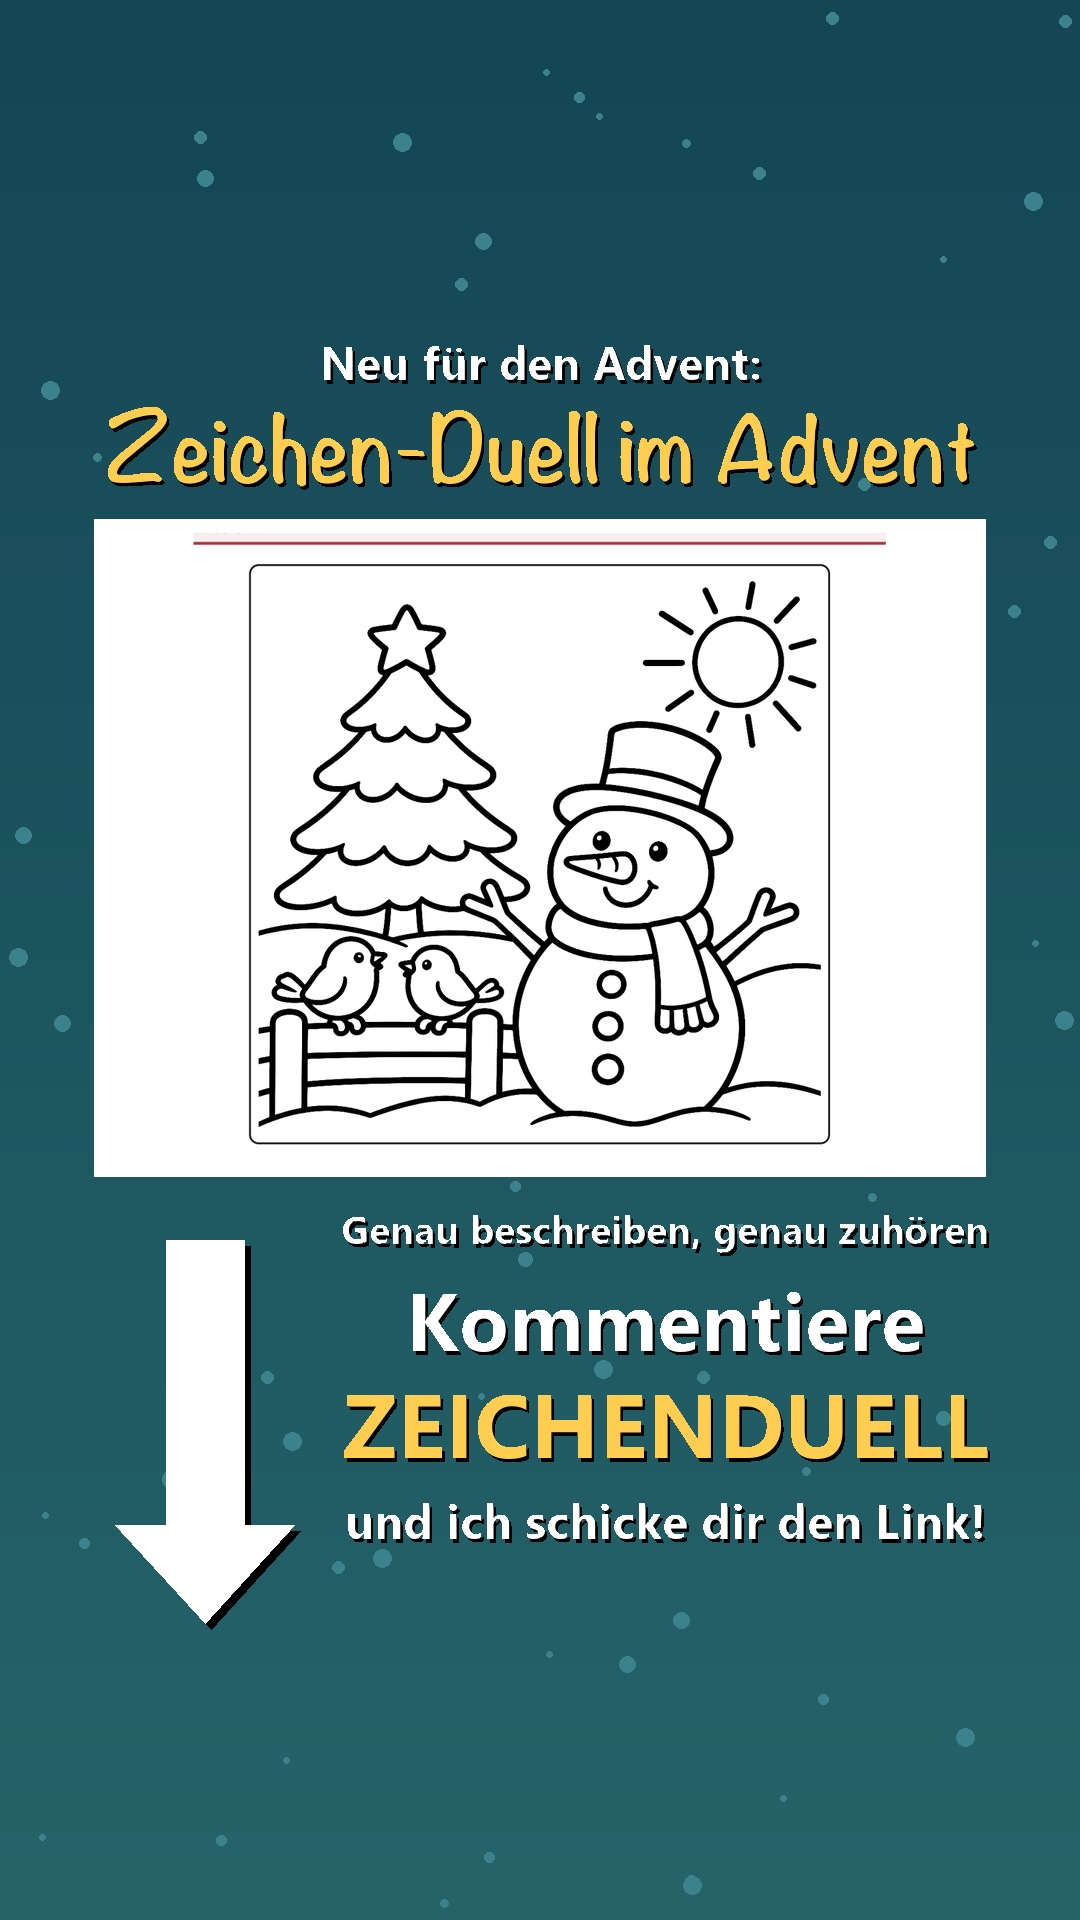 Neu für den Advent:
Zeichen-Duell im Advent
Genau beschreiben, genau zuhören
Kommentiere
ZEICHENDUELL
und ich schicke dir den Link!